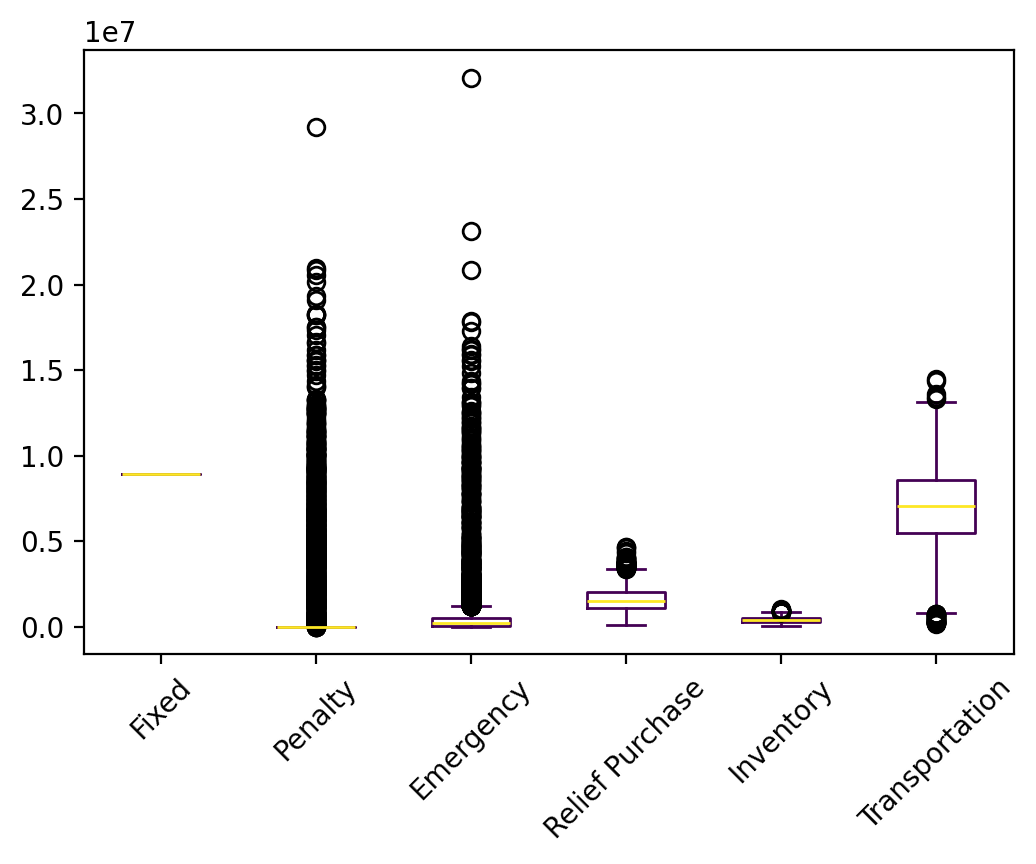 1e7
3.0
2.5
2.0
1.5
1.0
0.5
0.0
Fixed
Penalty
Emergency
Relief Purchase
Inventory
Transportation